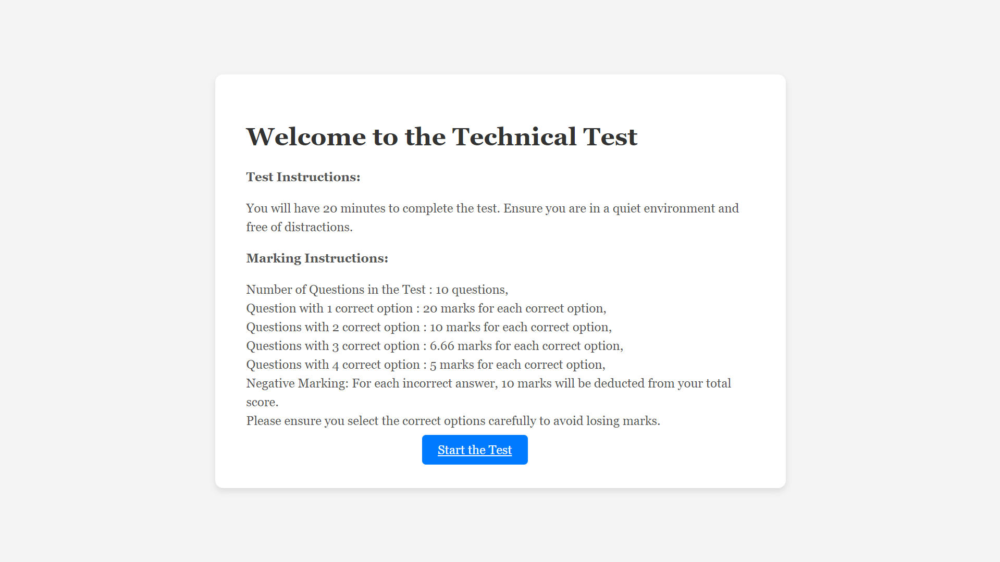 Welcome to the Technical Test
Test Instructions:
You will have 20 minutes to complete the test. Ensure you are in a quiet environment and
free of distractions.
Marking Instructions:
Number of Questions in the Test : 10 questions,
Question with 1 correct option : 20 marks for each correct option,
Questions with 2 correct option : 10 marks for each correct option,
Questions with 3 correct option : 6.66 marks for each correct option,
Questions with 4 correct option : 5 marks for each correct option,
Negative Marking: For each incorrect answer, 10 marks will be deducted from your total
score.
Please ensure you select the correct options carefully to avoid losing marks.
Start the Test